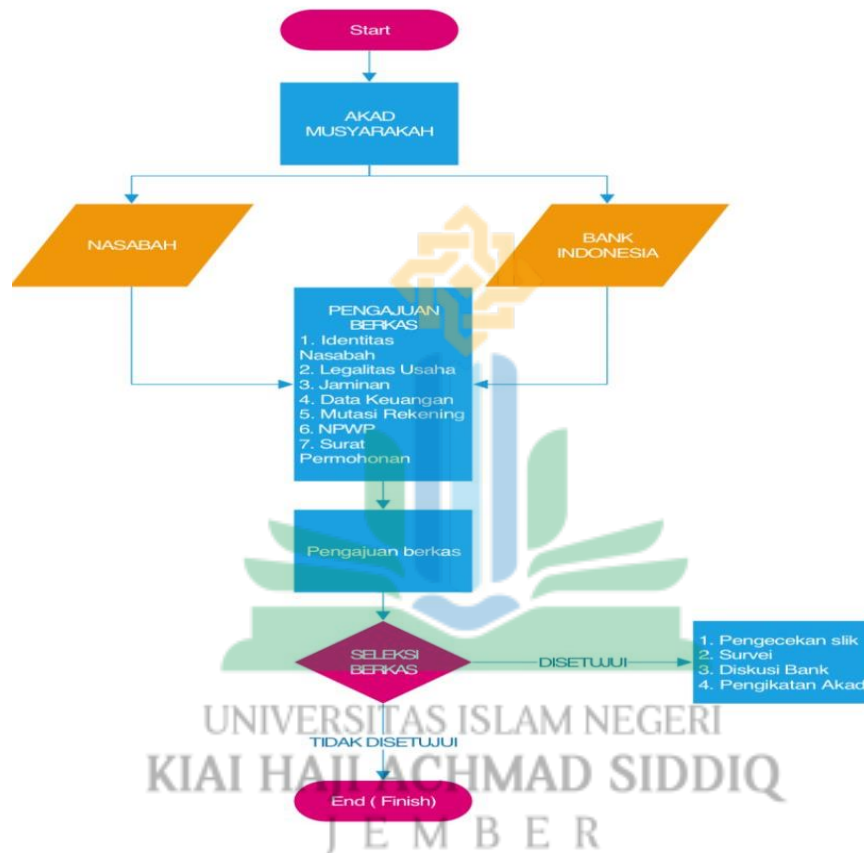 Start
AKAD
MUSYARAKAH
NASABAH
BANK
INDONESIA
PENGAJUAN
BERKAS
1. Identitas
Nasabah
2. Legalitas Usaha
3. Jaminan
4. Data Keuangan
5. Mutasi Rekening
6. NPWP
7. Surat
Permohonan
Pengajuan berkas
SELEKSI
BERKAS
DISETUJUI
1. Pengecekan slik
2. Survei
3. Diskusi Bank
4. Pengikatan Akad
UNIVERSITAS ISLAM NEGERI
TIDAK DISETUJUI
KIAI HAJI ACHMAD SIDDIQ
End ( Finish)
JEMBER